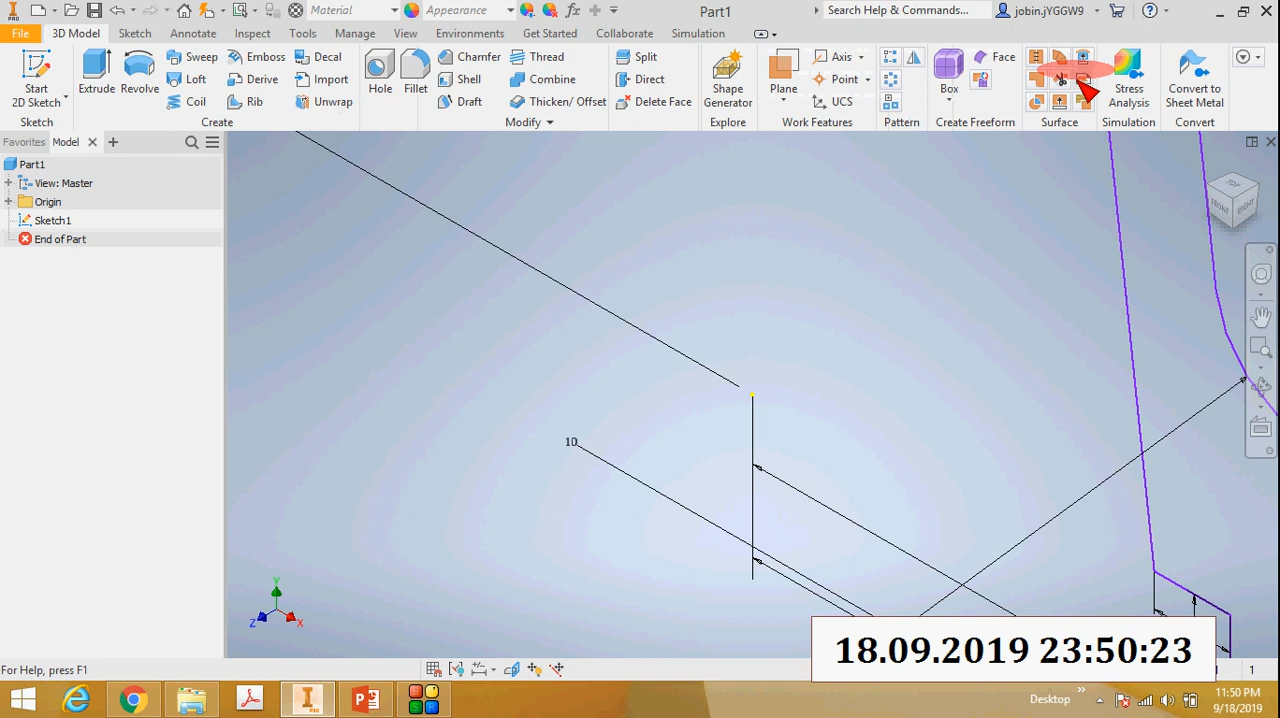 Material
Appearance
Part1
Search Help & Commands...
jobin.jYGGW9
PRO
File
3D Model
Sketch
Annotate
Inspect
Tools
Manage
View
Environments
Get Started
Collaborate
Simulation
Start
2D Sketch
Sketch
Extrude
Revolve
Sweep
Loft
Coil
Emboss
Derive
Rib
Decal
Import
Unwrap
Create
Hole
Fillet
Chamfer
Shell
Draft
Thread
Combine
Thicken/ Offset
Split
Direct
Delete Face
Modify
Shape
Generator
Explore
Plane
Axis
Point
UCS
Work Features
Pattern
Box
Face
Create Freeform
Surface
Stress
Analysis
Simulation
Convert to
Sheet Metal
Convert
Favorites
Model
Part1
View: Master
Origin
Sketch1
End of Part
TOP
FRONT
RIGHT
10
Y
Z
X
18.09.2019 23:50:23
For Help, press F1
1
Desktop
11:50 PM
9/18/2019